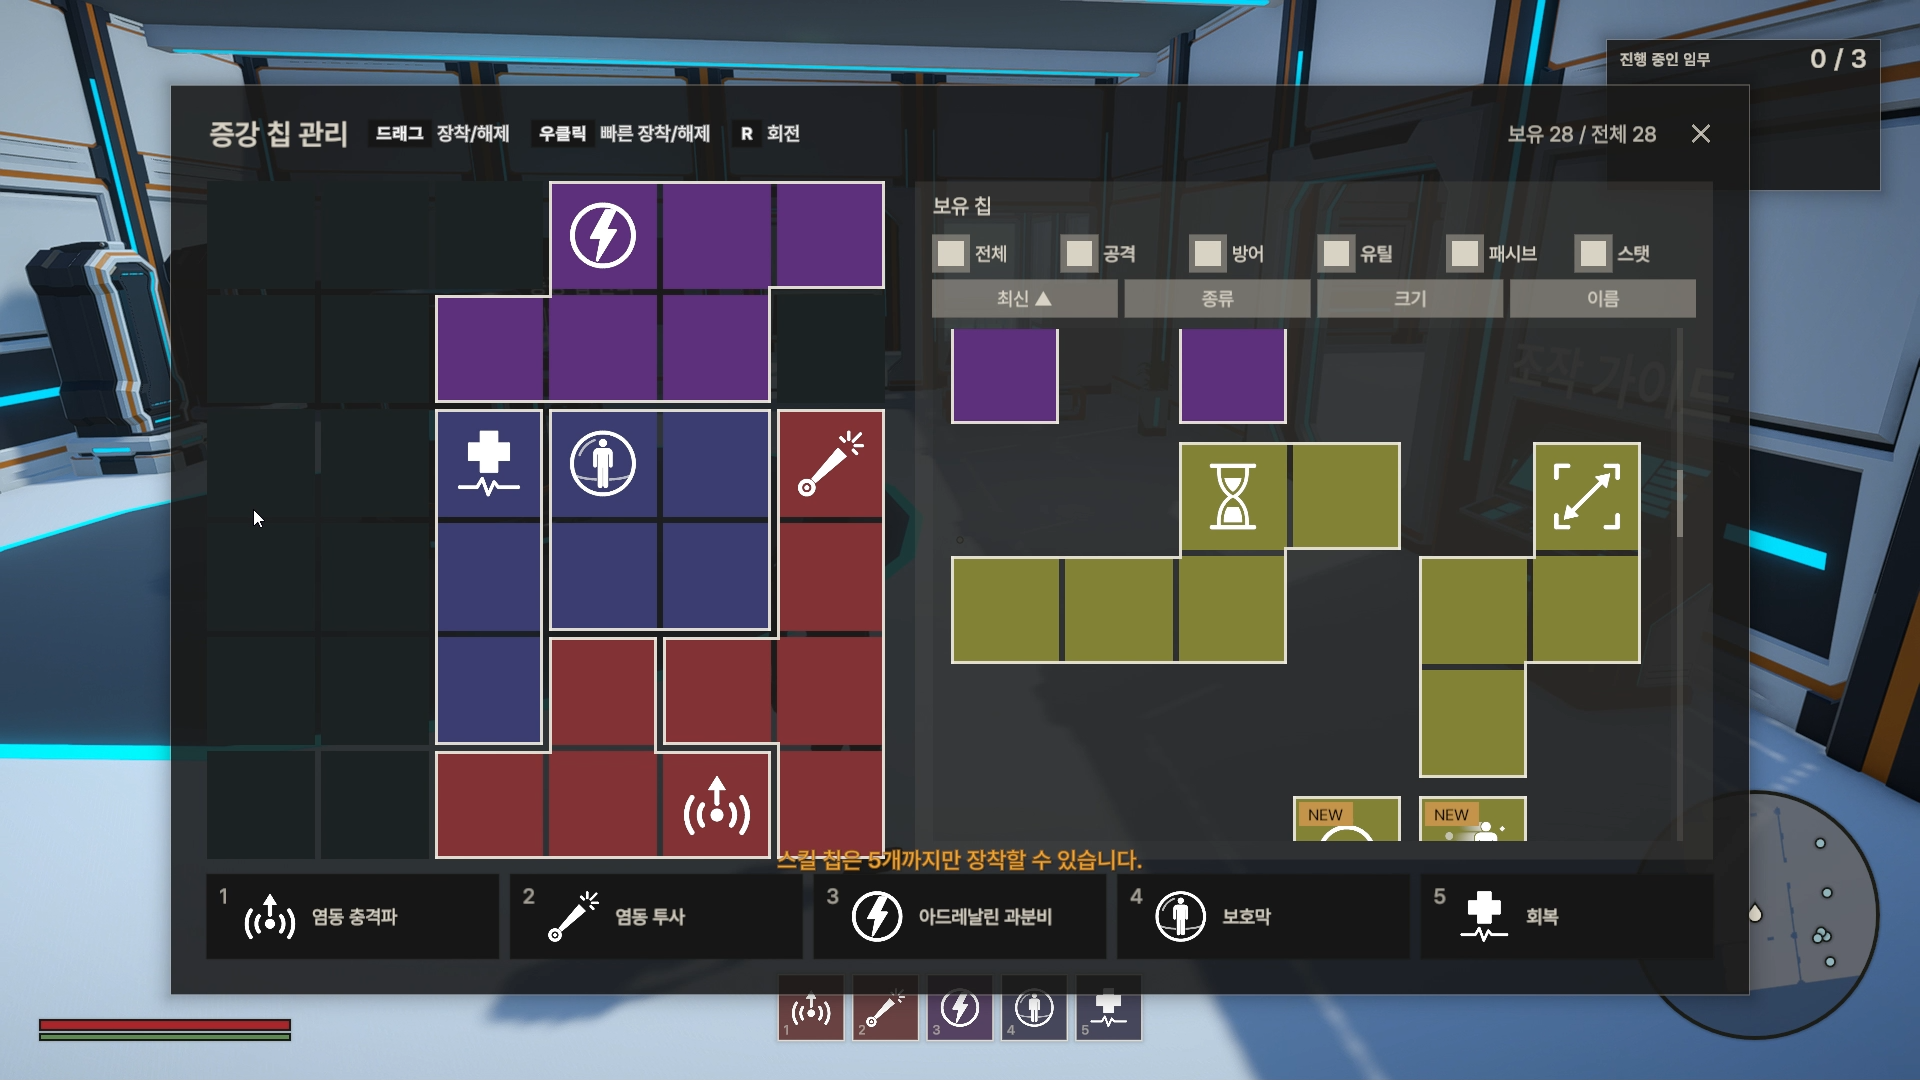 진행 중인 임무 0 / 3
증강 칩 관리 드래그 장착/해제 우클릭 빠른 장착/해제 R 회전 보유 28 / 전체 28
보유 칩
전체 공격 방어 유틸 패시브 스탯
최신 ▲ 종류 크기 이름
조작 가이드
NEW NEW
스킬 칩은 5개까지만 장착할 수 있습니다.
1 염동 충격파 2 염동 투사 3 아드레날린 과분비 4 보호막 5 회복
1 2 3 4 5